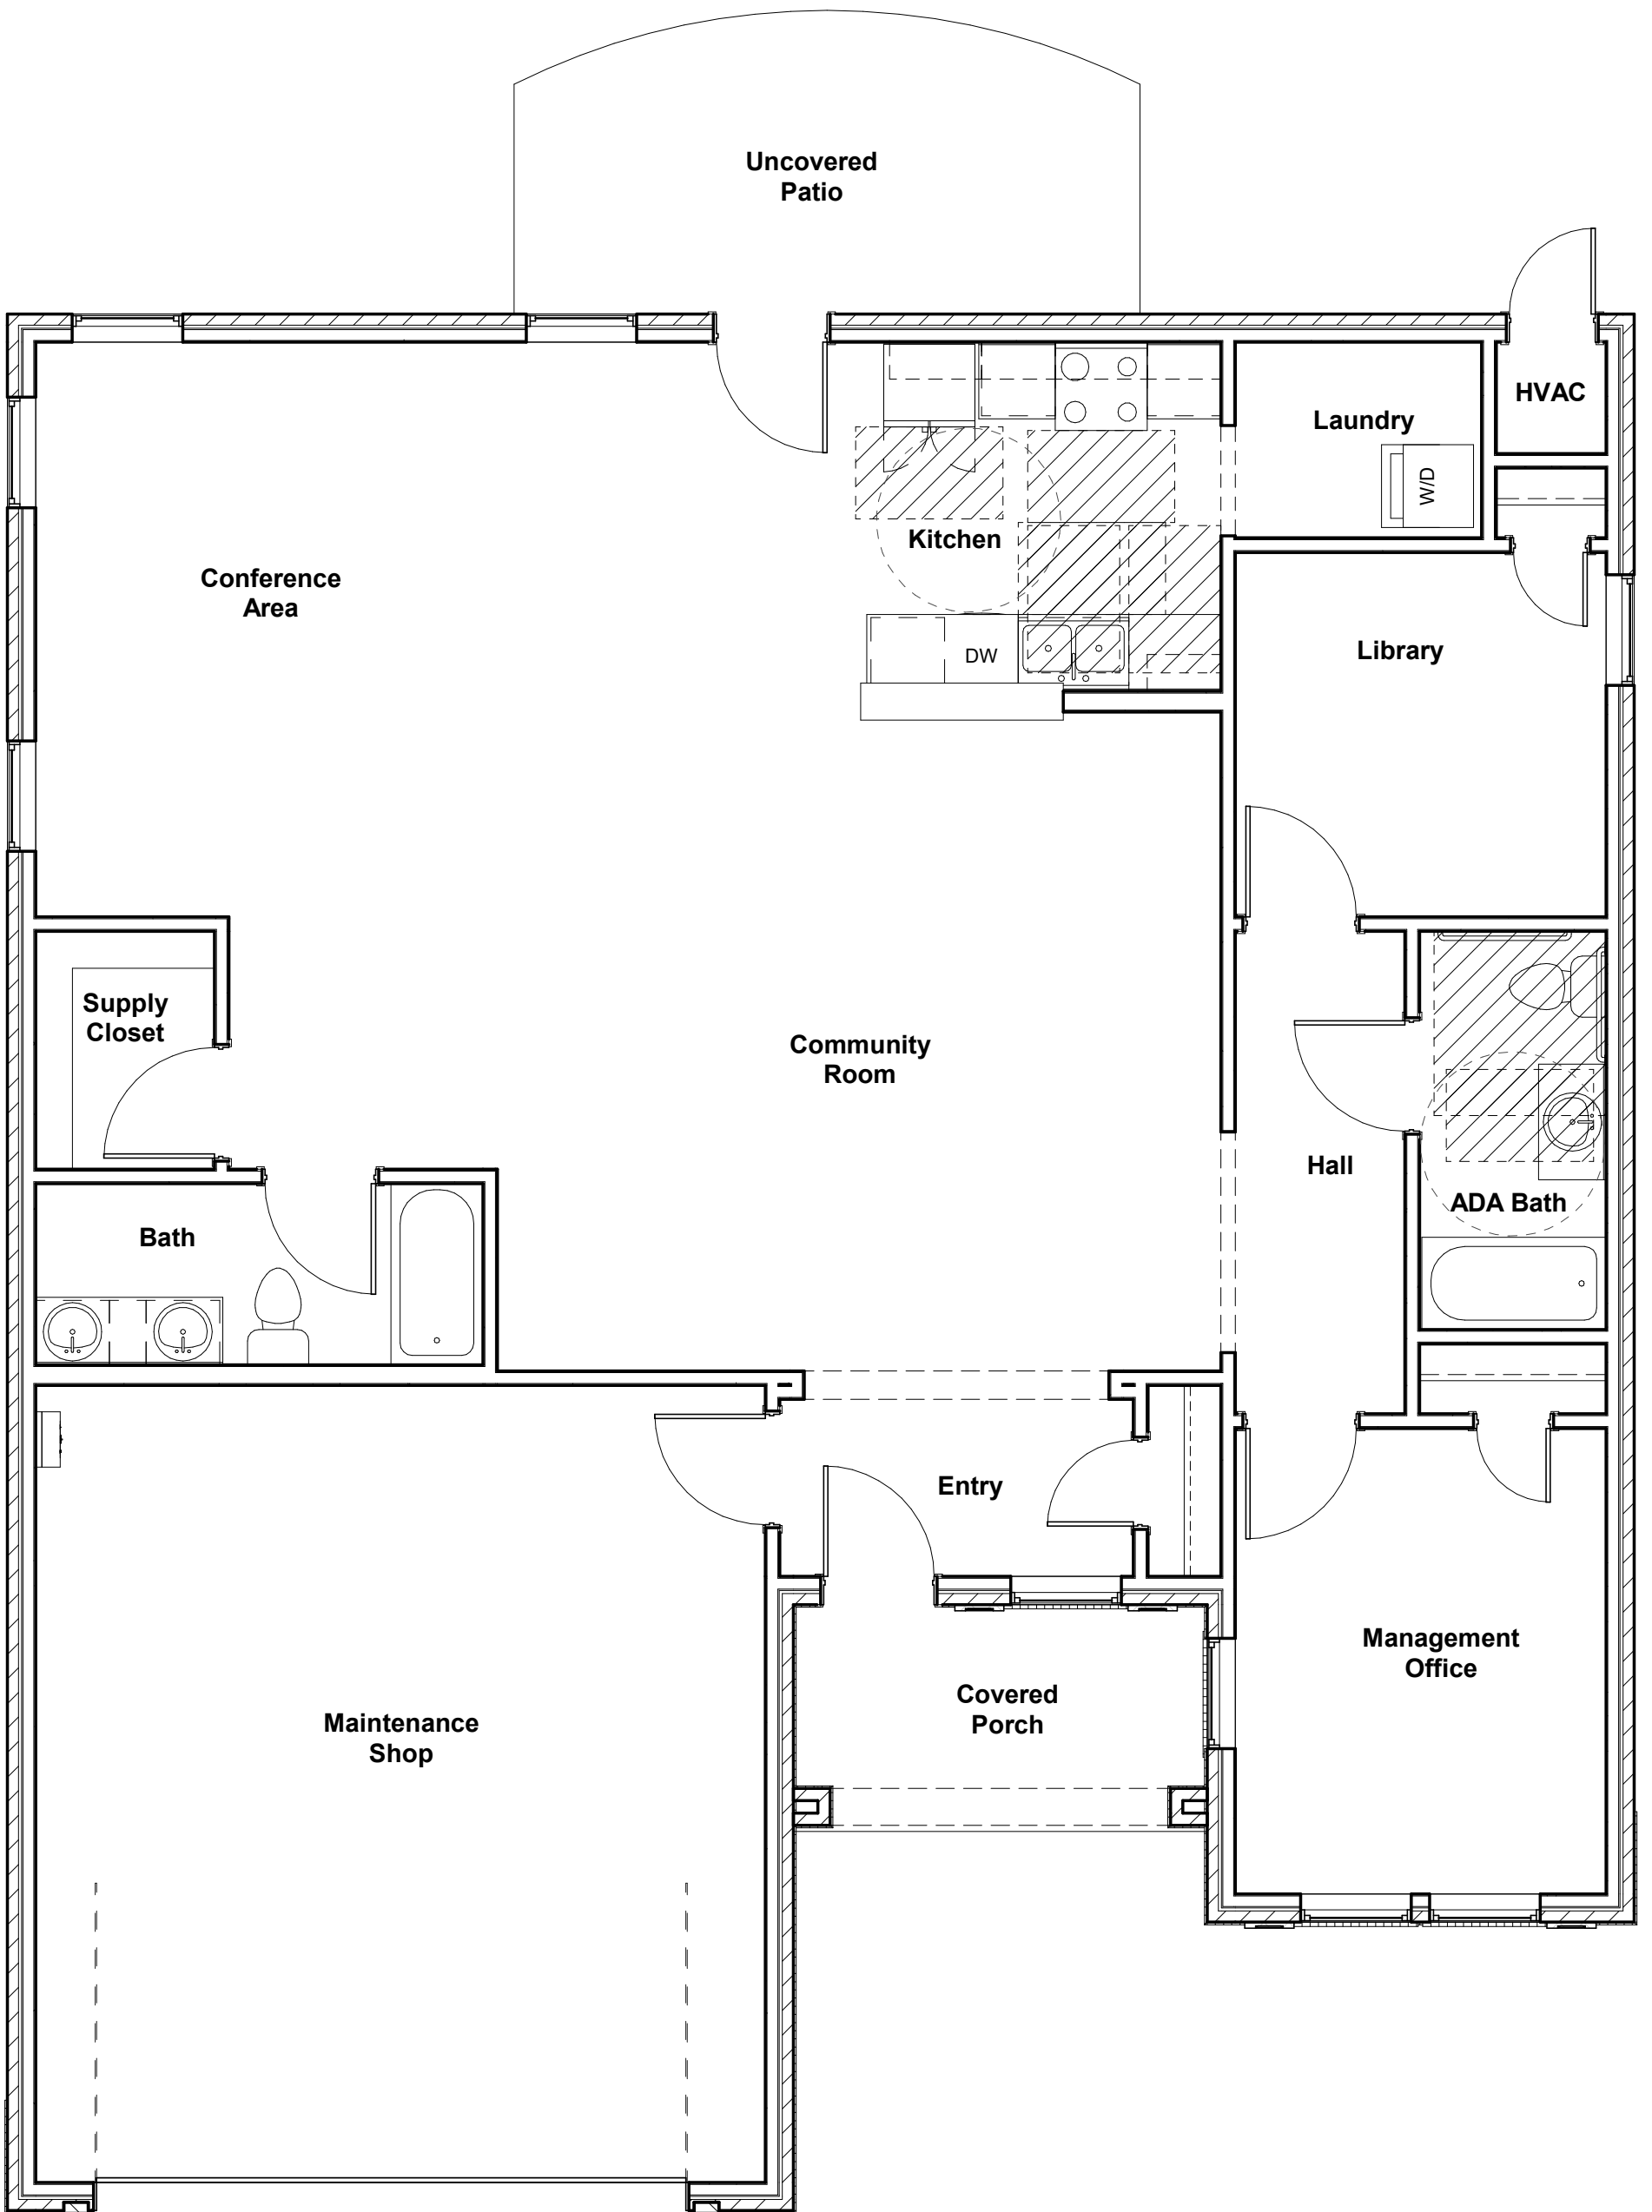 Uncovered
Patio
HVAC
Laundry
W/D
Kitchen
Conference
Area
Library
DW
Supply
Closet
Community
Room
Hall
ADA Bath
Bath
Entry
Management
Office
Covered
Porch
Maintenance
Shop